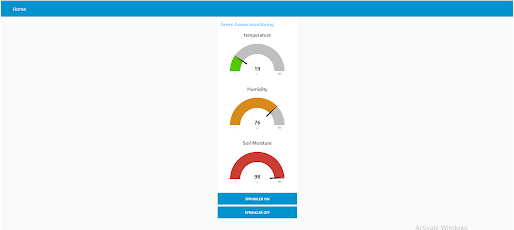 Home
Green house monitoring
temperature
19
Humidity
76
Soil Moisture
98
SPRINKLER ON
SPRINKLER OFF
Activate Windows